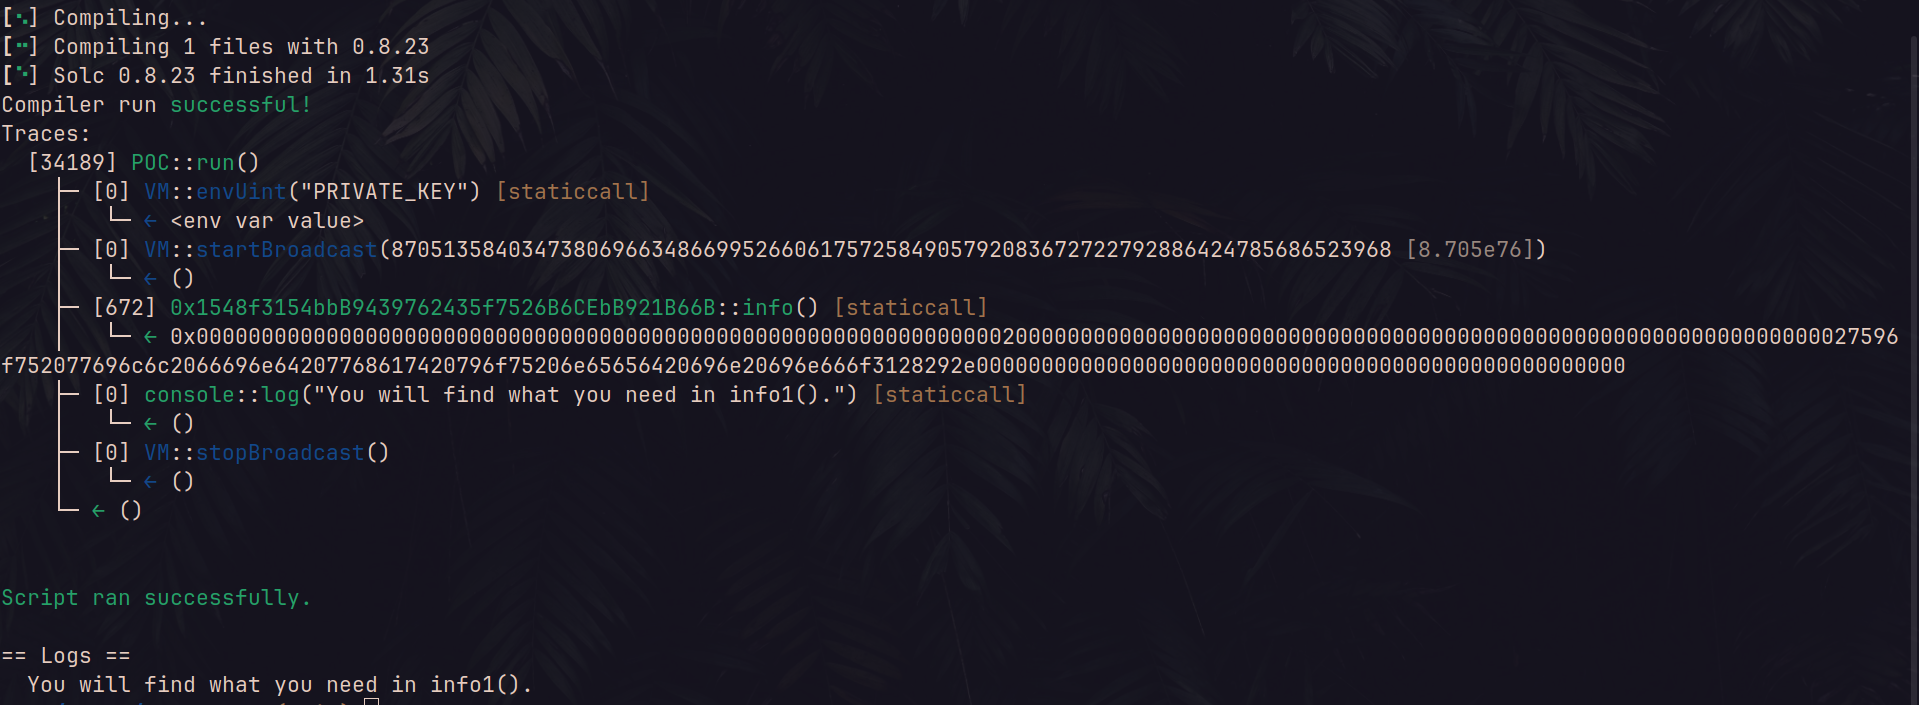 [⠢] Compiling...
[⠒] Compiling 1 files with 0.8.23
[⠑] Solc 0.8.23 finished in 1.31s
Compiler run successful!
Traces:
  [34189] POC::run()
    ├─ [0] VM::envUint("PRIVATE_KEY") [staticcall]
    │   └─ ← <env var value>
    ├─ [0] VM::startBroadcast(87051358403473806966348669952660617572584905792083672722792886424785686523968 [8.705e76])
    │   └─ ← ()
    ├─ [672] 0x1548f3154bbB9439762435f7526B6CEbB921B66B::info() [staticcall]
    │   └─ ← 0x00000000000000000000000000000000000000000000000000000000000000200000000000000000000000000000000000000000000000000000000000000027596
f752077696c6c2066696e64207768617420796f75206e65656420696e20696e666f3128292e00000000000000000000000000000000000000000000000000
    ├─ [0] console::log("You will find what you need in info1().") [staticcall]
    │   └─ ← ()
    ├─ [0] VM::stopBroadcast()
    │   └─ ← ()
    └─ ← ()
Script ran successfully.
== Logs ==
  You will find what you need in info1().